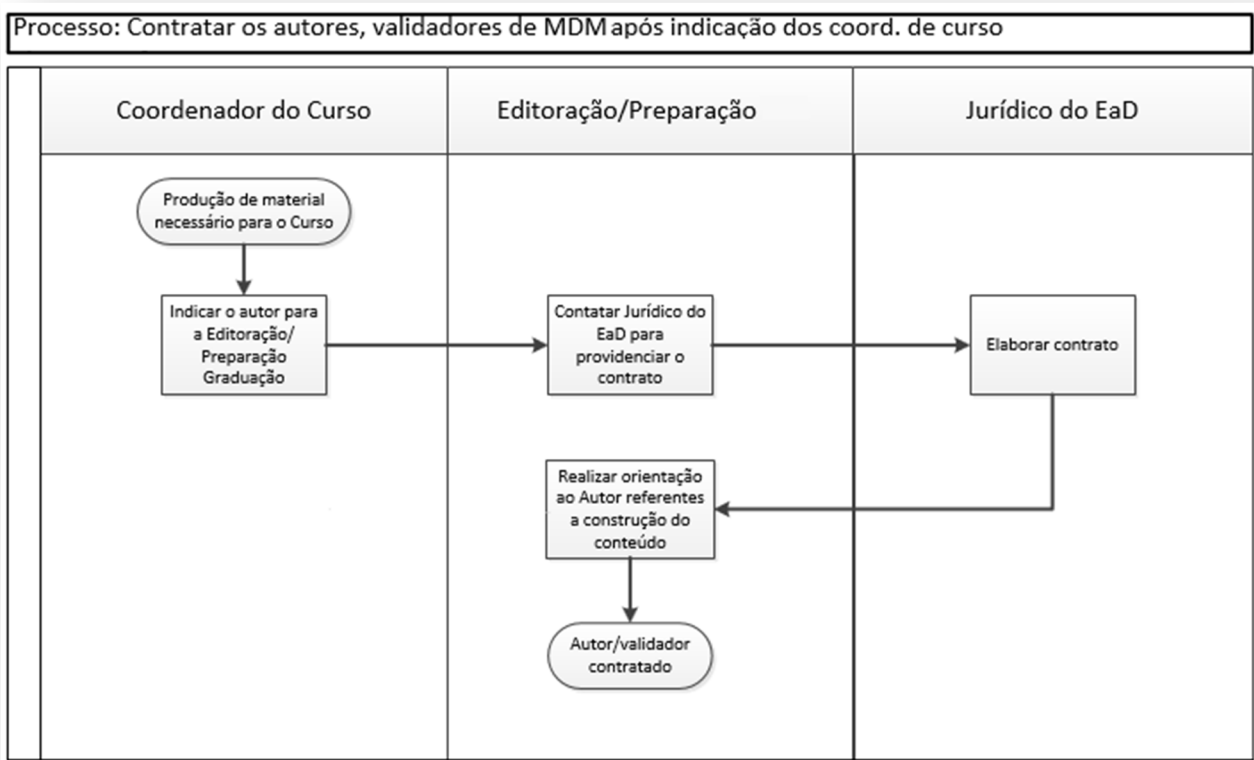 Processo: Contratar os autores, validadores de MDM após indicação dos coord. de curso
Coordenador do Curso
Editoração/Preparação
Jurídico do EaD
Produção de material
necessário para o Curso
Indicar o autor para
a Editoração/
Preparação
Graduação
Contatar Jurídico do
EaD para
providenciar o
contrato
Elaborar contrato
Realizar orientação
ao Autor referentes
a construção do
conteúdo
Autor/validador
contratado